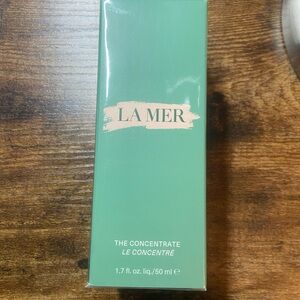 LA MER
THE CONCENTRATE
LE CONCENTRÉ
1.7 fl. oz. liq./50 ml ℮